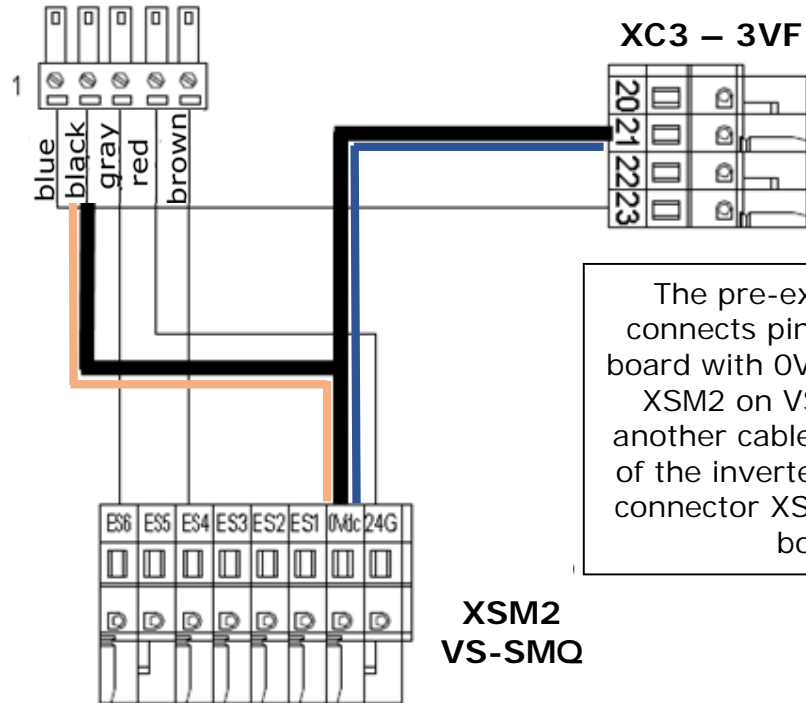 XC3 – 3VF
1
blue
black
gray
red
brown
20
21
22
23
The pre-ex
connects pin
board with 0V
XSM2 on VS
another cable
of the inverte
connector XS
bo
ES6 ES5 ES4 ES3 ES2 ES1 0Vdc 24G
XSM2
VS-SMQ